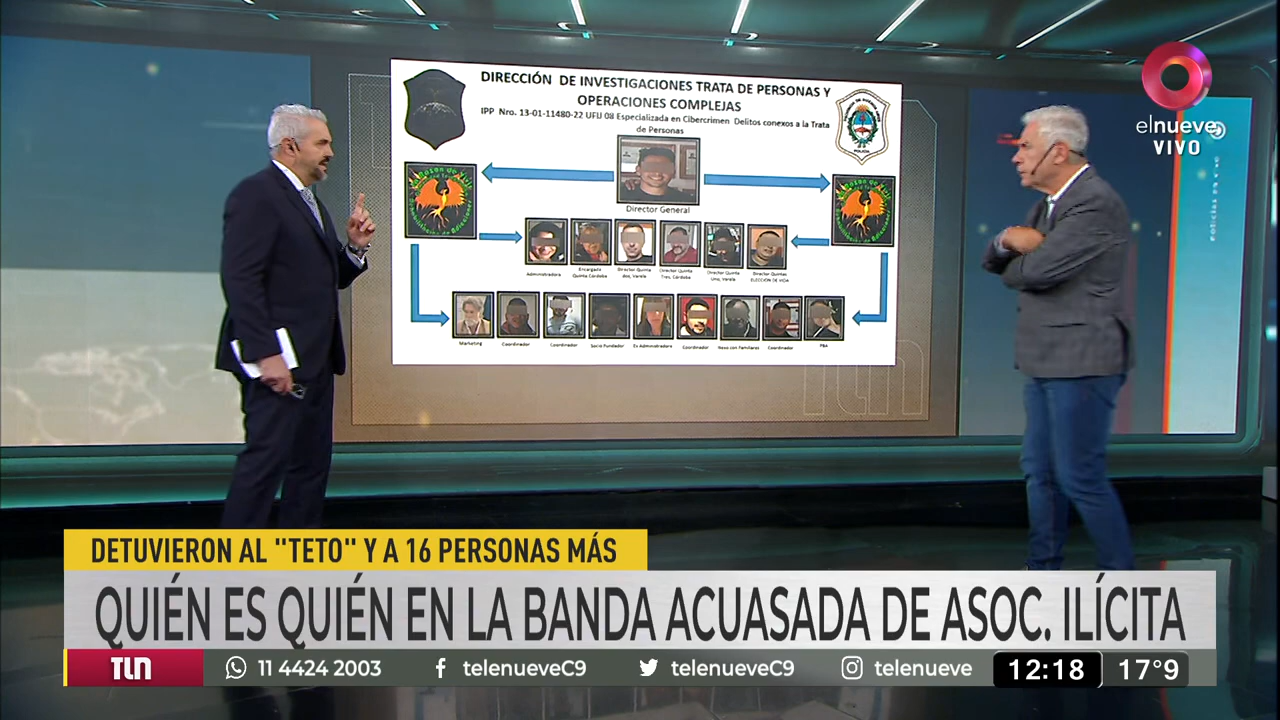 DIRECCIÓN DE INVESTIGACIONES TRATA DE PERSONAS Y
OPERACIONES COMPLEJAS
IPP Nro. 13-01-11480-22 UFIJ 08 Especializada en Cibercrimen Delitos conexos a la Trata
de Personas
Director General
Administradora
Encargado
Quinta Córdoba
Director Quinta
dos, Varela
Director Quinta
Tres, Córdoba
Director Quinta
uno, Varela
Director Quintas
ELECCIÓN DE VIDA
Marketing
Coordinador
Coordinador
Socio Fundador
Ex Administradora
Coordinador
Nexo con Familiares
Coordinador
elnueve
VIVO
DETUVIERON AL "TETO" Y A 16 PERSONAS MÁS
QUIÉN ES QUIÉN EN LA BANDA ACUASADA DE ASOC. ILÍCITA
TLN
11 4424 2003
telenueveC9
telenueveC9
telenueve
12:18
17°9